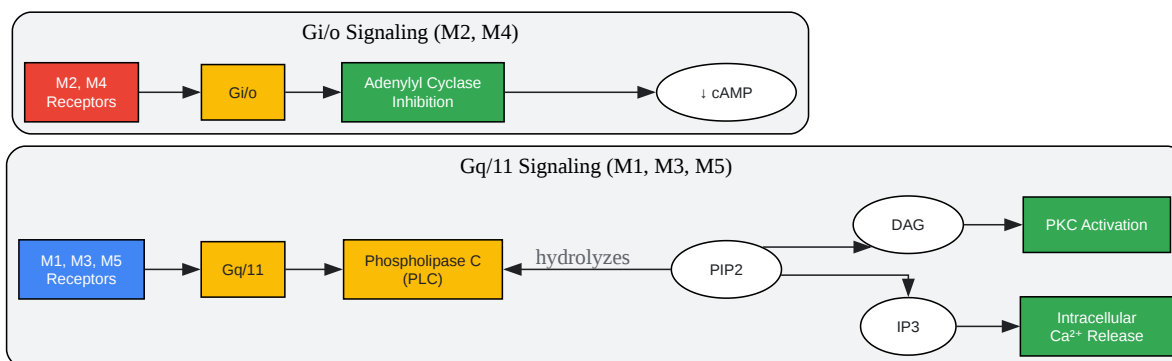 Gi/o Signaling (M2, M4)
M2, M4
Receptors
Gi/o
Adenylyl Cyclase
Inhibition
↓ cAMP
Gq/11 Signaling (M1, M3, M5)
M1, M3, M5
Receptors
Gq/11
Phospholipase C
(PLC)
hydrolyzes
PIP2
DAG
PKC Activation
IP3
Intracellular
Ca²⁺ Release